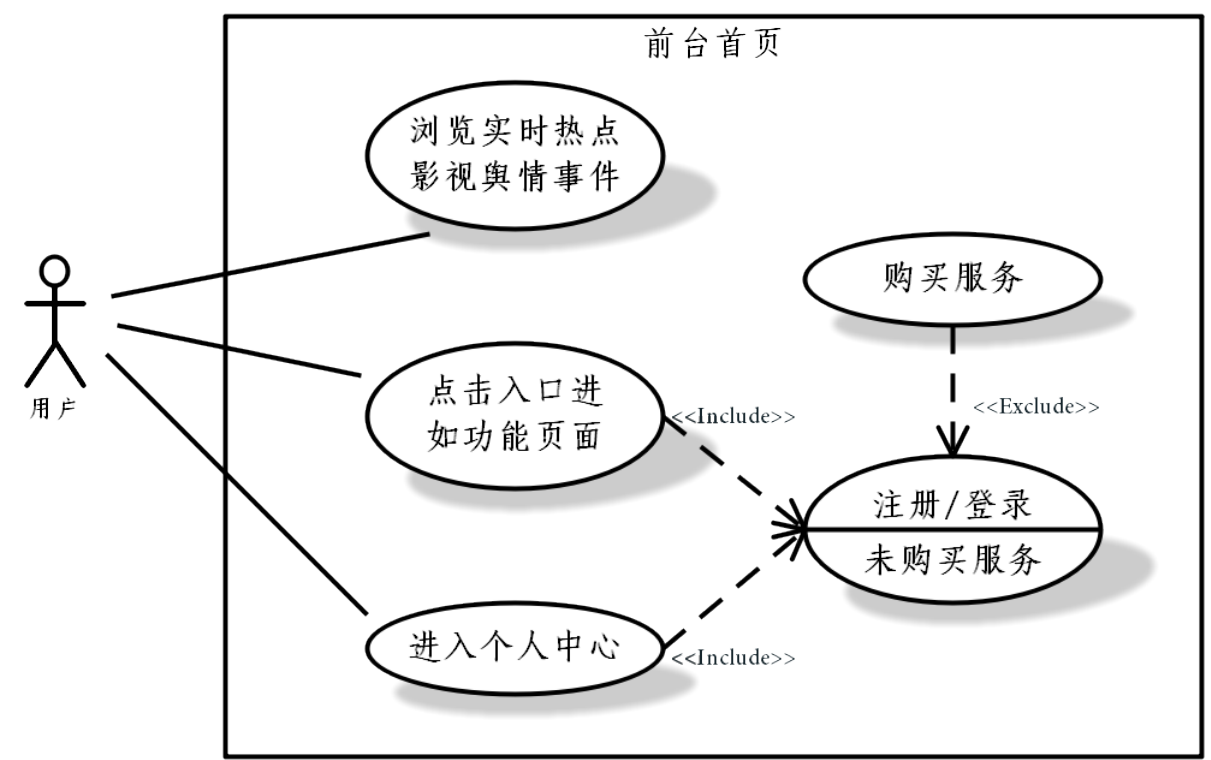 前台首页
浏览实时热点
影视舆情事件
购买服务
用户
点击入口进
如功能页面
<<Include>>
<<Exclude>>
注册/登录
未购买服务
进入个人中心
<<Include>>